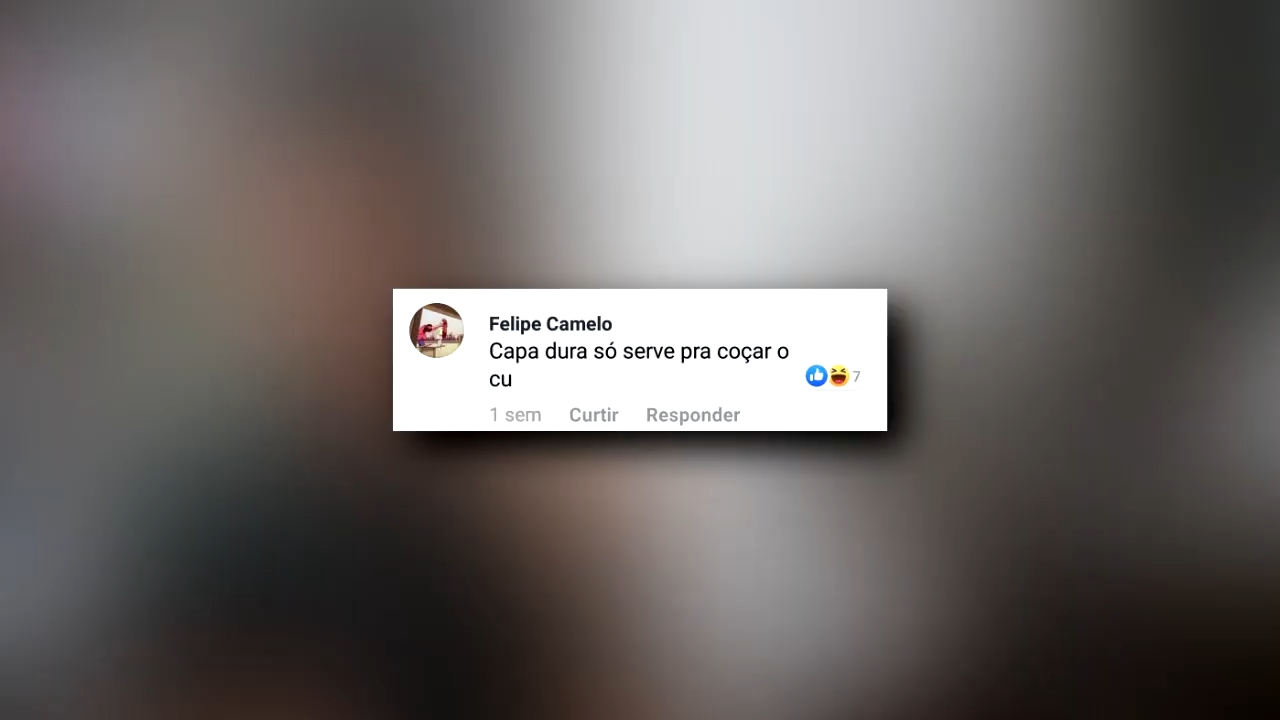 Felipe Camelo
Capa dura só serve pra coçar o
cu
7
1 sem Curtir Responder